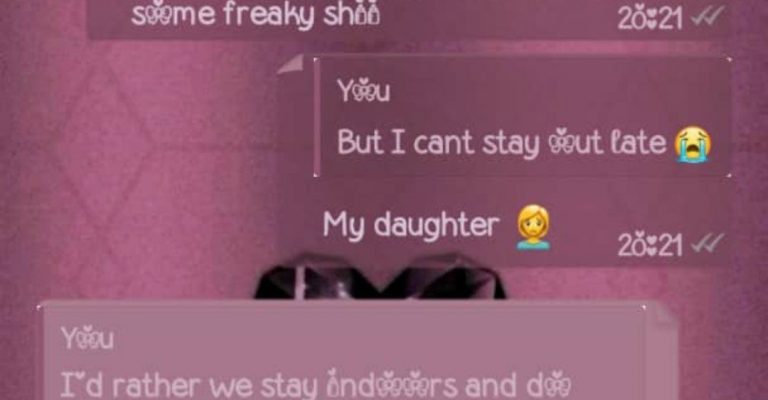 some freaky shii
20:21
You
But I cant stay out late 😭
My daughter 🙍‍♀️
20:21
You
I'd rather we stay indoors and do